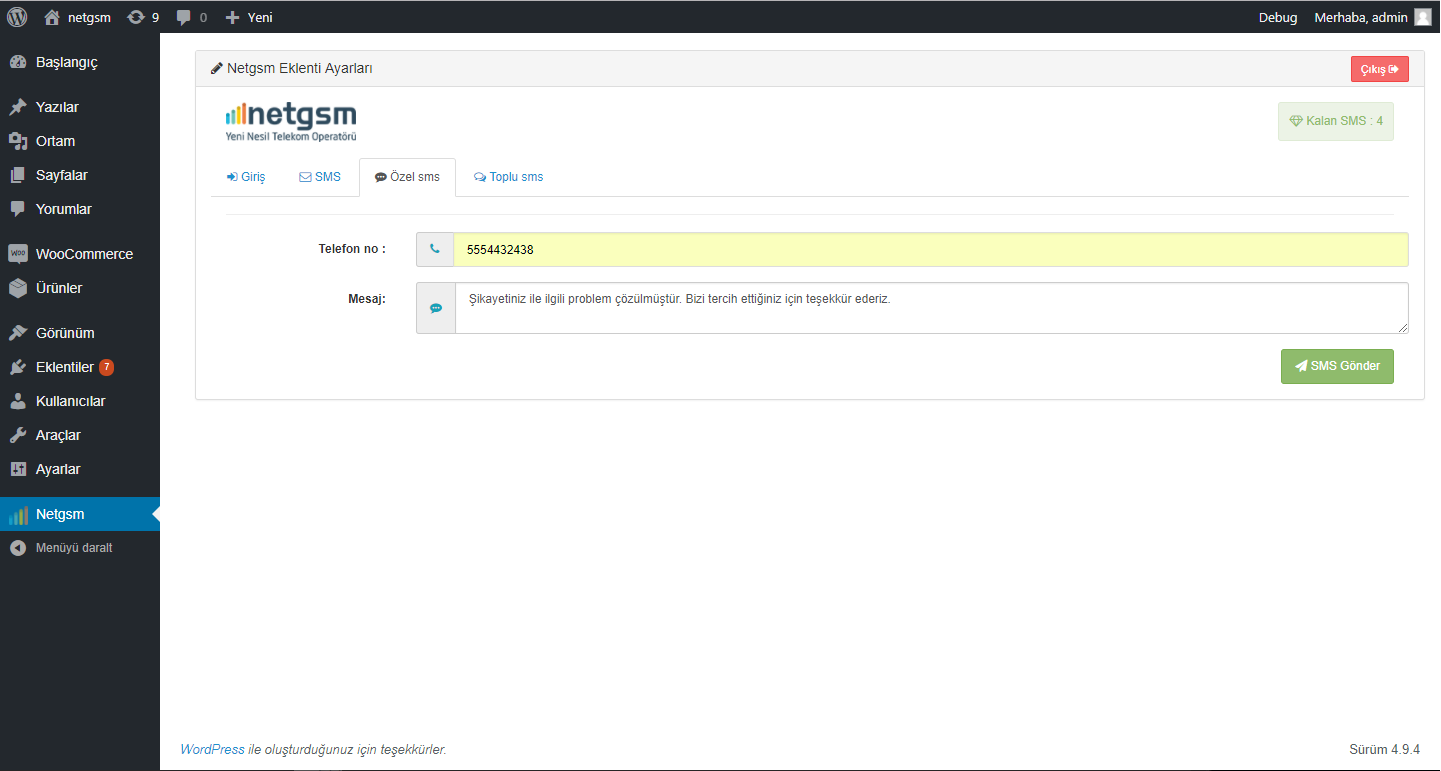 netgsm 9 0 Yeni Debug Merhaba, admin
Başlangıç
Yazılar
Ortam
Sayfalar
Yorumlar
WooCommerce
Ürünler
Görünüm
Eklentiler 7
Kullanıcılar
Araçlar
Ayarlar
Netgsm
Menüyü daralt
Netgsm Eklenti Ayarları Çıkış
netgsm
Yeni Nesil Telekom Operatörü
Kalan SMS : 4
Giriş SMS Özel sms Toplu sms
Telefon no : 5554432438
Mesaj: Şikayetiniz ile ilgili problem çözülmüştür. Bizi tercih ettiğiniz için teşekkür ederiz.
SMS Gönder
WordPress ile oluşturduğunuz için teşekkürler. Sürüm 4.9.4